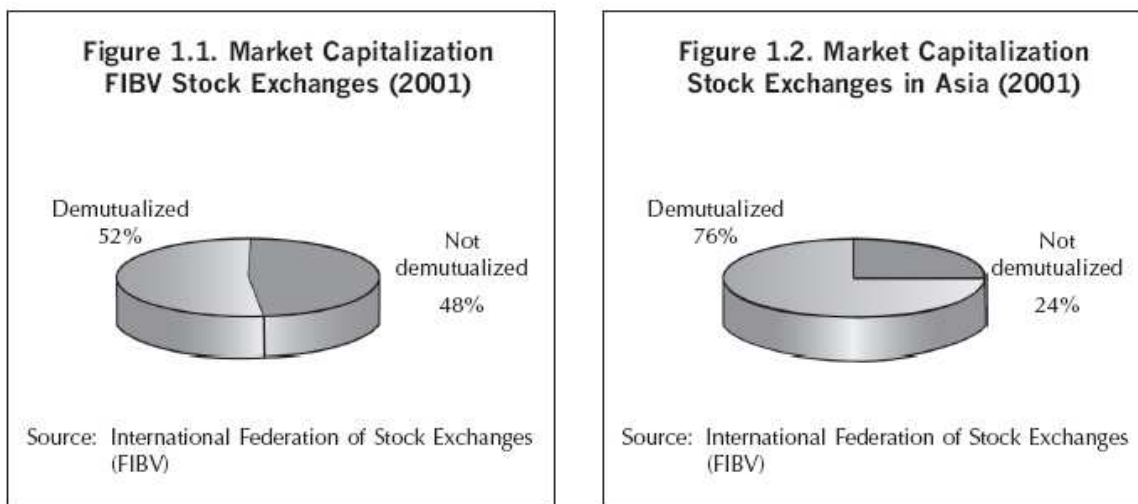 Figure 1.1. Market Capitalization
FIBV Stock Exchanges (2001)
Demutualized
52%
Not
demutualized
48%
Source: International Federation of Stock Exchanges
(FIBV)
Figure 1.2. Market Capitalization
Stock Exchanges in Asia (2001)
Demutualized
76%
Not
demutualized
24%
Source: International Federation of Stock Exchanges
(FIBV)